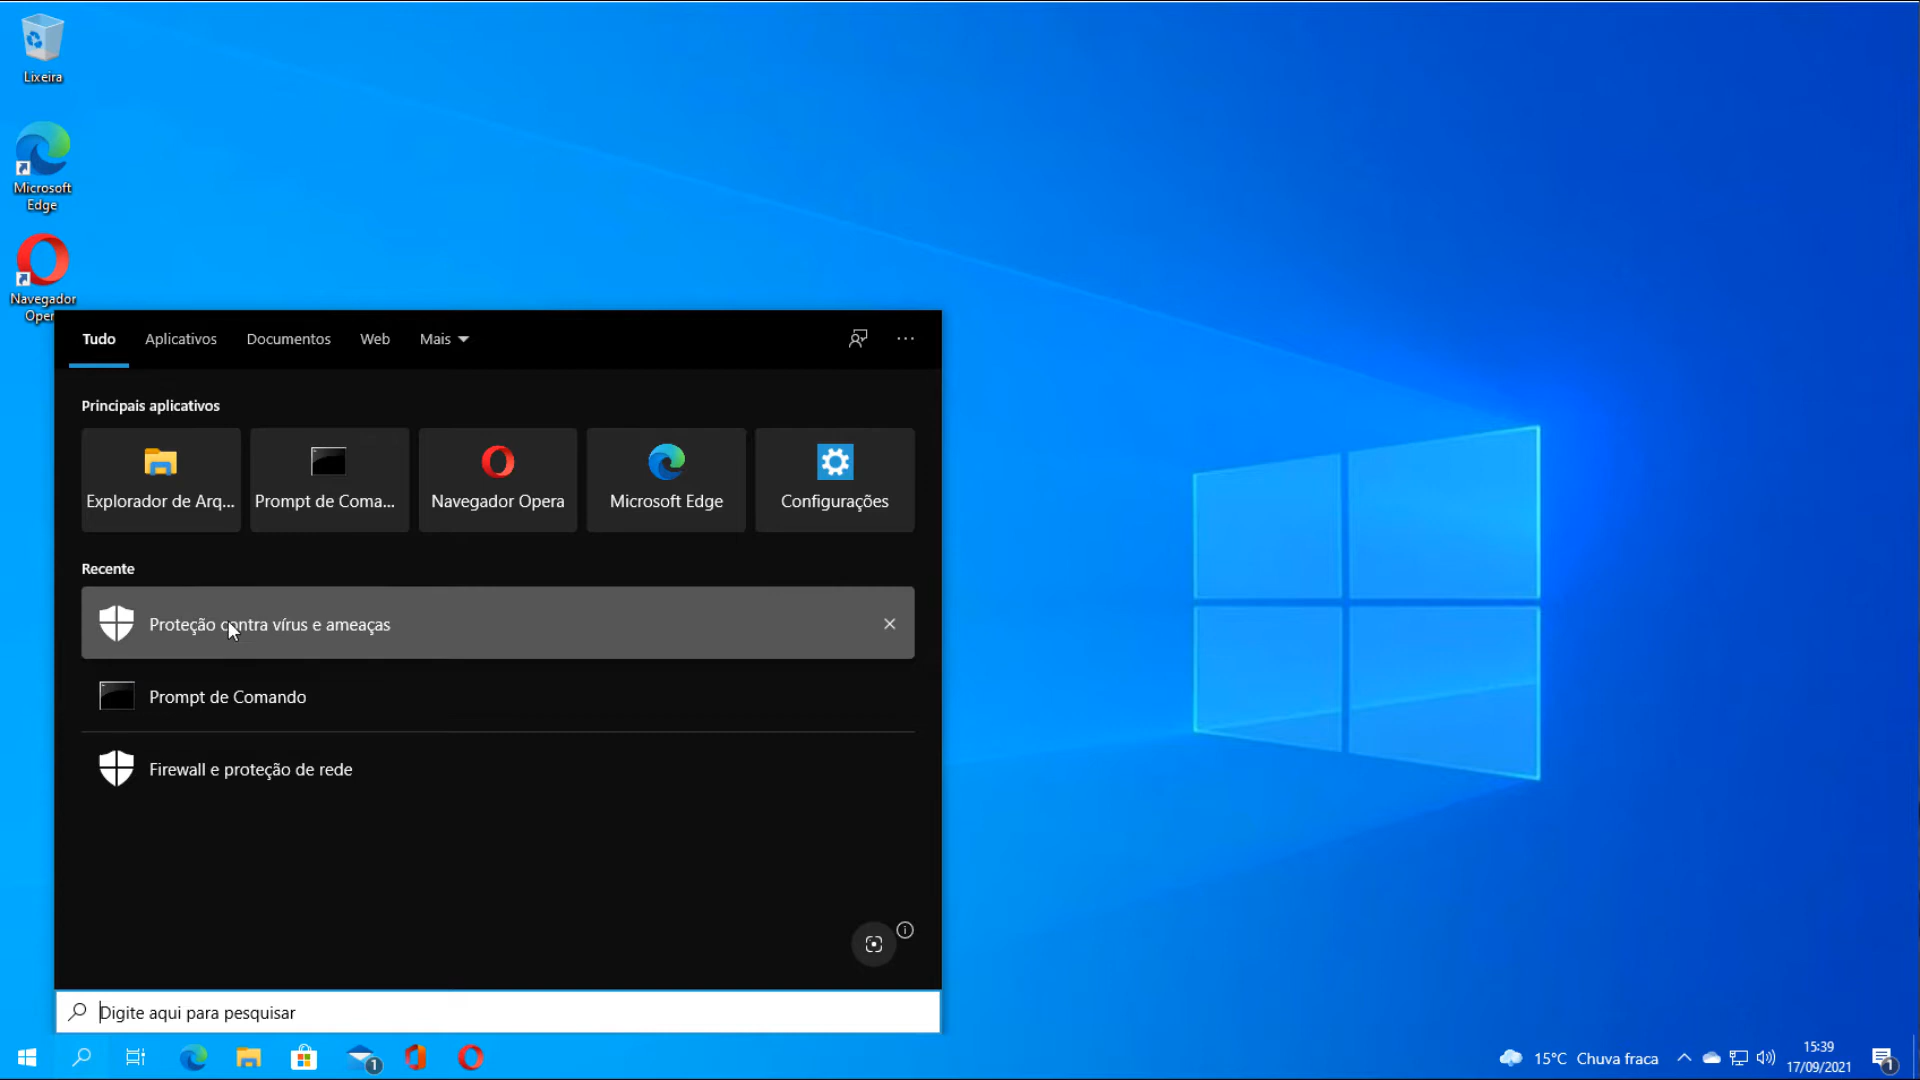 Lixeira
Microsoft
Edge
Navegador
Oper
Tudo
Aplicativos
Documentos
Web
Mais
Principais aplicativos
Explorador de Arq...
Prompt de Coma...
Navegador Opera
Microsoft Edge
Configurações
Recente
Proteção contra vírus e ameaças
Prompt de Comando
Firewall e proteção de rede
Digite aqui para pesquisar
1
15°C Chuva fraca
15:39
17/09/2021
1